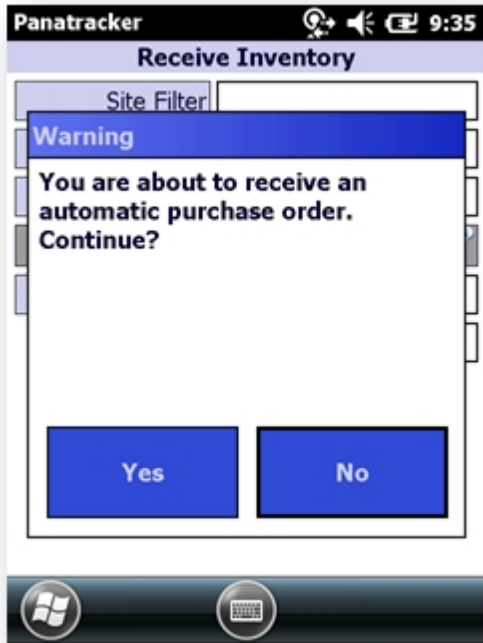 Panatracker 9:35
Receive Inventory
Site Filter
Warning
You are about to receive an
automatic purchase order.
Continue?
Yes No